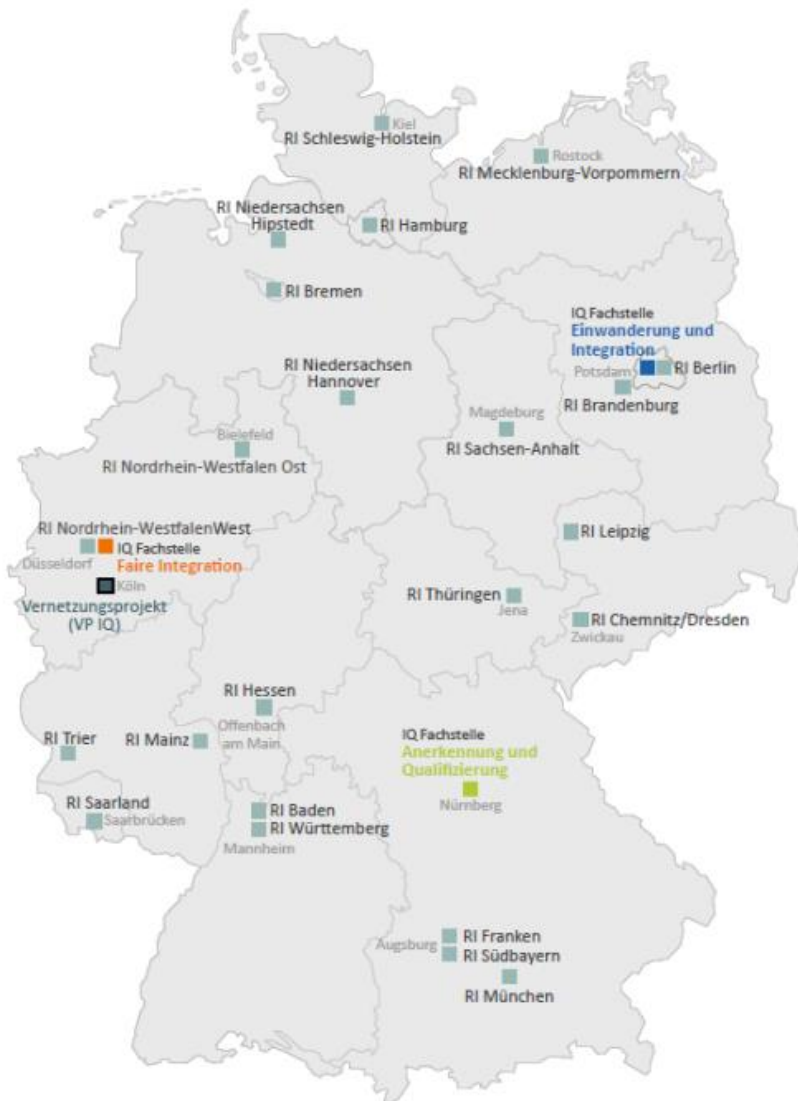 Kiel
RI Schleswig-Holstein
Rostock
RI Mecklenburg-Vorpommern
RI Niedersachsen
Hipstedt
RI Hamburg
RI Bremen
IQ Fachstelle
Einwanderung und
Integration
RI Niedersachsen
Hannover
Potsdam
RI Berlin
RI Brandenburg
Magdeburg
RI Sachsen-Anhalt
Bielefeld
RI Nordrhein-Westfalen Ost
RI Nordrhein-WestfalenWest
Düsseldorf
IQ Fachstelle
Faire Integration
Köln
Vernetzungsprojekt
(VP IQ)
RI Leipzig
RI Thüringen
Jena
RI Chemnitz/Dresden
Zwickau
RI Hessen
Offenbach
am Main
RI Trier
RI Mainz
IQ Fachstelle
Anerkennung und
Qualifizierung
Nürnberg
RI Saarland
Saarbrücken
RI Baden
RI Württemberg
Mannheim
Augsburg
RI Franken
RI Südbayern
RI München